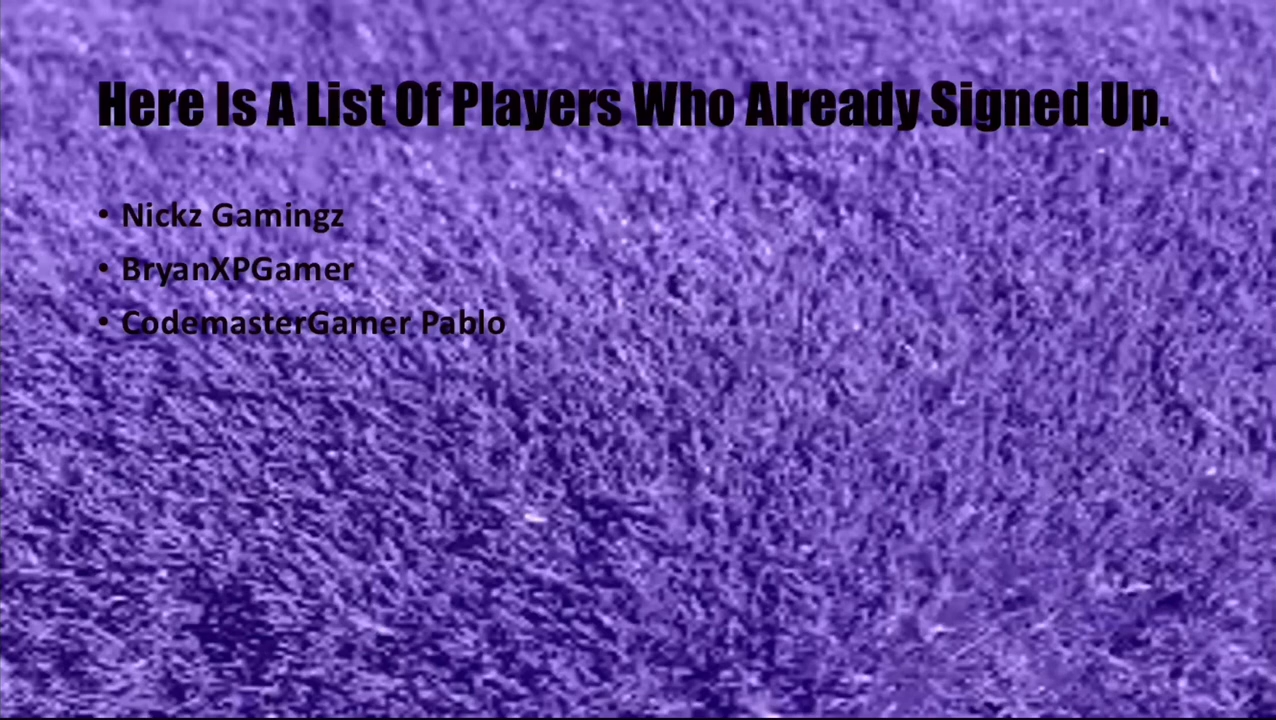 Here Is A List Of Players Who Already Signed Up.
• Nickz Gamingz
• BryanXPGamer
• CodemasterGamer Pablo